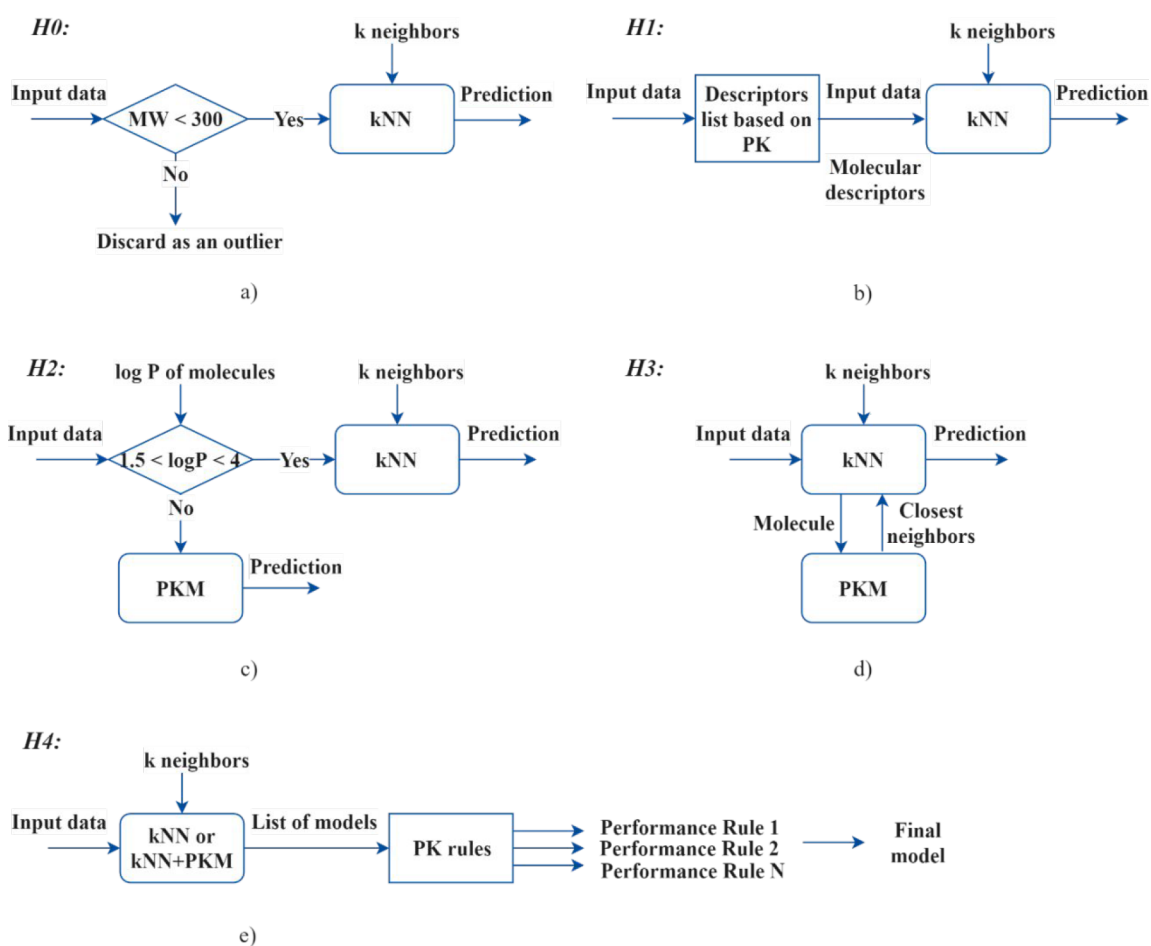 H0:
k neighbors
Input data
MW < 300
Yes
kNN
Prediction
No
Discard as an outlier
a)
H1:
k neighbors
Input data
Descriptors
list based on
PK
Input data
Molecular
descriptors
kNN
Prediction
b)
H2:
log P of molecules
k neighbors
Input data
1.5 < logP < 4
Yes
kNN
Prediction
No
PKM
Prediction
c)
H3:
k neighbors
Input data
kNN
Prediction
Molecule
Closest
neighbors
PKM
d)
H4:
k neighbors
Input data
kNN or
kNN+PKM
List of models
PK rules
Performance Rule 1
Performance Rule 2
Performance Rule N
Final
model
e)